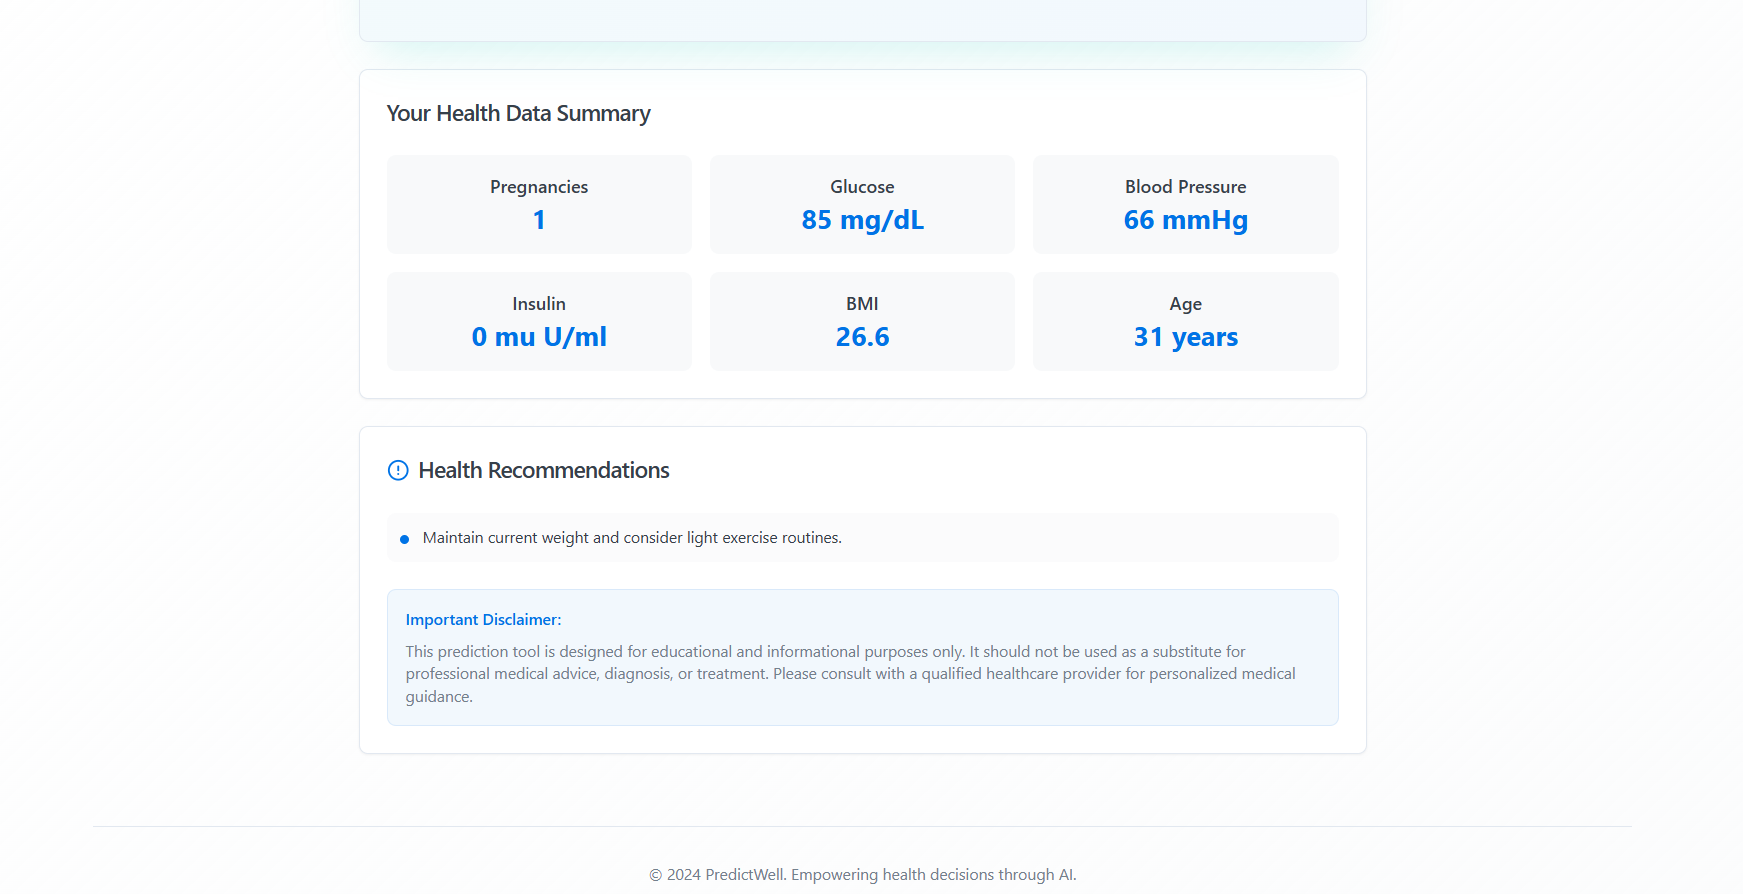 Your Health Data Summary
Pregnancies
1
Glucose
85 mg/dL
Blood Pressure
66 mmHg
Insulin
0 mu U/ml
BMI
26.6
Age
31 years
Health Recommendations
Maintain current weight and consider light exercise routines.
Important Disclaimer:
This prediction tool is designed for educational and informational purposes only. It should not be used as a substitute for
professional medical advice, diagnosis, or treatment. Please consult with a qualified healthcare provider for personalized medical
guidance.
© 2024 PredictWell. Empowering health decisions through AI.